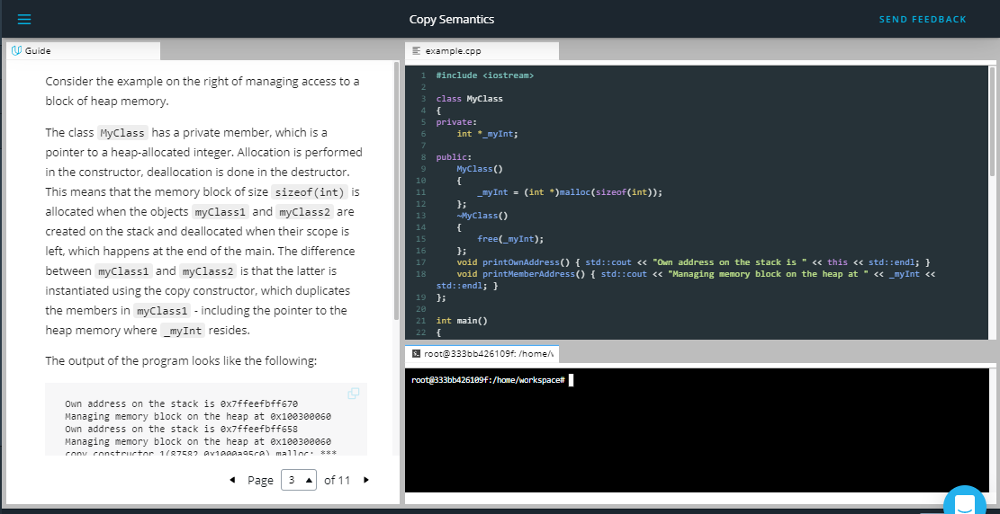 Copy Semantics
SEND FEEDBACK
Guide
Consider the example on the right of managing access to a
block of heap memory.
The class MyClass has a private member, which is a
pointer to a heap-allocated integer. Allocation is performed
in the constructor, deallocation is done in the destructor.
This means that the memory block of size sizeof(int) is
allocated when the objects myClass1 and myClass2 are
created on the stack and deallocated when their scope is
left, which happens at the end of the main. The difference
between myClass1 and myClass2 is that the latter is
instantiated using the copy constructor, which duplicates
the members in myClass1 - including the pointer to the
heap memory where _myInt resides.
The output of the program looks like the following:
Own address on the stack is 0x7ffeefbff670
Managing memory block on the heap at 0x100300060
Own address on the stack is 0x7ffeefbff658
Managing memory block on the heap at 0x100300060
copy_constructor_1(87582,0x1000a95c0) malloc: ***
Page 3 of 11
example.cpp
1 #include <iostream>
2
3 class MyClass
4 {
5 private:
6 int *_myInt;
7
8 public:
9 MyClass()
10 {
11 _myInt = (int *)malloc(sizeof(int));
12 };
13 ~MyClass()
14 {
15 free(_myInt);
16 };
17 void printOwnAddress() { std::cout << "Own address on the stack is " << this << std::endl; }
18 void printMemberAddress() { std::cout << "Managing memory block on the heap at " << _myInt <<
std::endl; }
19 };
20
21 int main()
22 {
root@333bb426109f: /home/w
root@333bb426109f:/home/workspace#